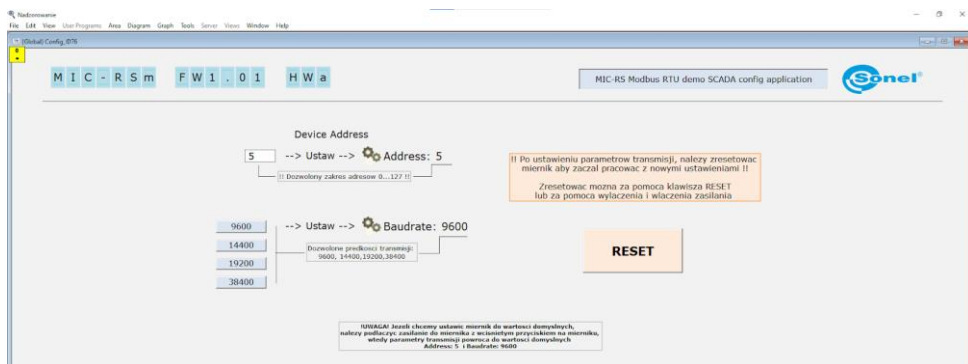 Nadzorowanie
File Edit View User Programs Area Diagram Graph Tools Server Views Window Help
(Global) Config_f076
MIC-RSm FW1.01 HWa
MIC-RS Modbus RTU demo SCADA config application
Sonel
Device Address
5 --> Ustaw --> Address: 5
!! Dozwolony zakres adresow 0...127 !!
!! Po ustawieniu parametrow transmisji, nalezy zresetowac
miernik aby zaczal pracowac z nowymi ustawieniami !!
Zresetowac mozna za pomoca klawisza RESET
lub za pomoca wylaczenia i wlaczenia zasilania
9600 --> Ustaw --> Baudrate: 9600
14400
19200
38400
Dozwolone predkosci transmisji:
9600, 14400,19200,38400
RESET
!UWAGA! Jezeli chcemy ustawic miernik do wartosci domyslnych,
nalezy podlaczyc zasilanie do miernika z wcisnietym przyciskiem na mierniku,
wtedy parametry transmisji powroca do wartosci domyslnych
Address: 5 i Baudrate: 9600